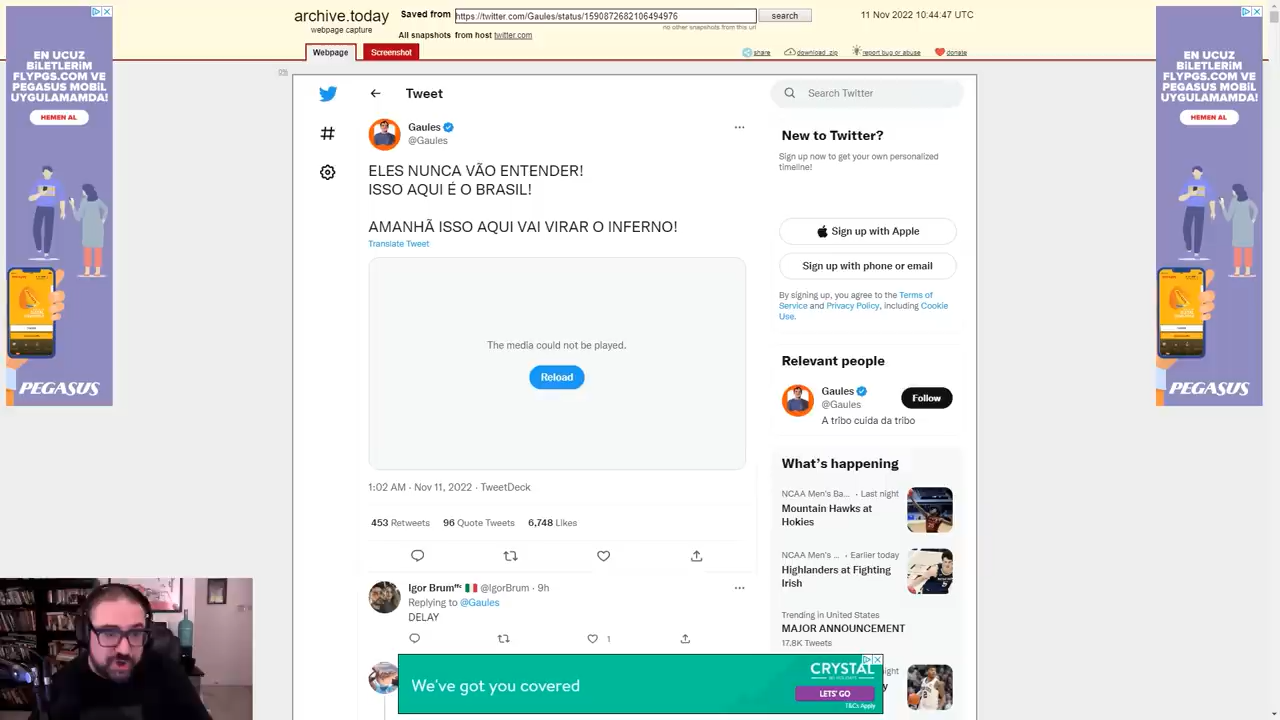 EN UCUZ
BİLETLERİM
FLYPGS.COM VE
PEGASUS MOBİL
UYGULAMAMDA!
HEMEN AL
PEGASUS
archive.today
webpage capture
Saved from
https://twitter.com/Gaules/status/1590872682106494976
search
no other snapshots from this url
11 Nov 2022 10:44:47 UTC
All snapshots from host twitter.com
Webpage
Screenshot
share
download .zip
report bug or abuse
donate
0%
Tweet
Gaules
@Gaules
ELES NUNCA VÃO ENTENDER!
ISSO AQUI É O BRASIL!
AMANHÃ ISSO AQUI VAI VIRAR O INFERNO!
Translate Tweet
The media could not be played.
Reload
1:02 AM · Nov 11, 2022 · TweetDeck
453 Retweets 96 Quote Tweets 6,748 Likes
Igor Brum @IgorBrum · 9h
Replying to @Gaules
DELAY
1
Search Twitter
New to Twitter?
Sign up now to get your own personalized
timeline!
Sign up with Apple
Sign up with phone or email
By signing up, you agree to the Terms of
Service and Privacy Policy, including Cookie
Use.
Relevant people
Gaules
@Gaules
Follow
A tribo cuida da tribo
What's happening
NCAA Men's Ba... · Last night
Mountain Hawks at
Hokies
NCAA Men's ... · Earlier today
Highlanders at Fighting
Irish
Trending in United States
MAJOR ANNOUNCEMENT
17.8K Tweets
We've got you covered
CRYSTAL
LET'S GO
T&C's Apply
EN UCUZ
BİLETLERİM
FLYPGS.COM VE
PEGASUS MOBİL
UYGULAMAMDA!
HEMEN AL
PEGASUS